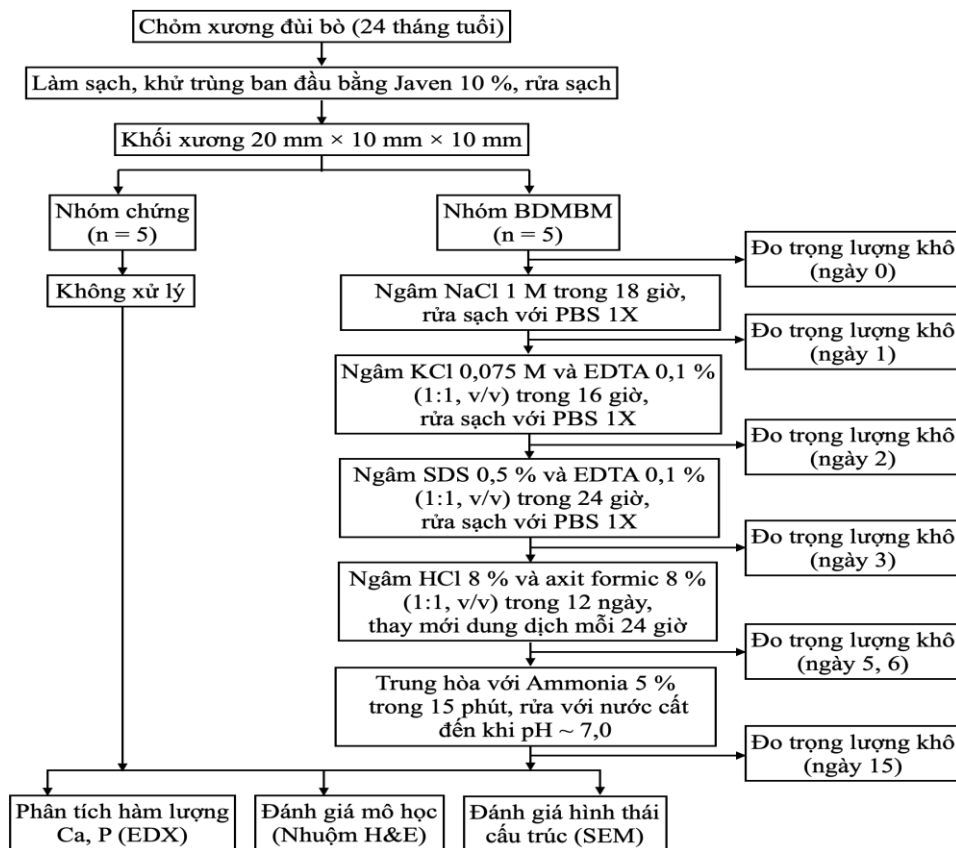 Chỏm xương đùi bò (24 tháng tuổi)
Làm sạch, khử trùng ban đầu bằng Javen 10 %, rửa sạch
Khối xương 20 mm × 10 mm × 10 mm
Nhóm chứng
(n = 5)
Nhóm BDMBM
(n = 5)
Đo trọng lượng khô
(ngày 0)
Không xử lý
Ngâm NaCl 1 M trong 18 giờ,
rửa sạch với PBS 1X
Đo trọng lượng khô
(ngày 1)
Ngâm KCl 0,075 M và EDTA 0,1 %
(1:1, v/v) trong 16 giờ,
rửa sạch với PBS 1X
Đo trọng lượng khô
(ngày 2)
Ngâm SDS 0,5 % và EDTA 0,1 %
(1:1, v/v) trong 24 giờ,
rửa sạch với PBS 1X
Đo trọng lượng khô
(ngày 3)
Ngâm HCl 8 % và axit formic 8 %
(1:1, v/v) trong 12 ngày,
thay mới dung dịch mỗi 24 giờ
Đo trọng lượng khô
(ngày 5, 6)
Trung hòa với Ammonia 5 %
trong 15 phút, rửa với nước cất
đến khi pH ~ 7,0
Đo trọng lượng khô
(ngày 15)
Phân tích hàm lượng
Ca, P (EDX)
Đánh giá mô học
(Nhuộm H&E)
Đánh giá hình thái
cấu trúc (SEM)